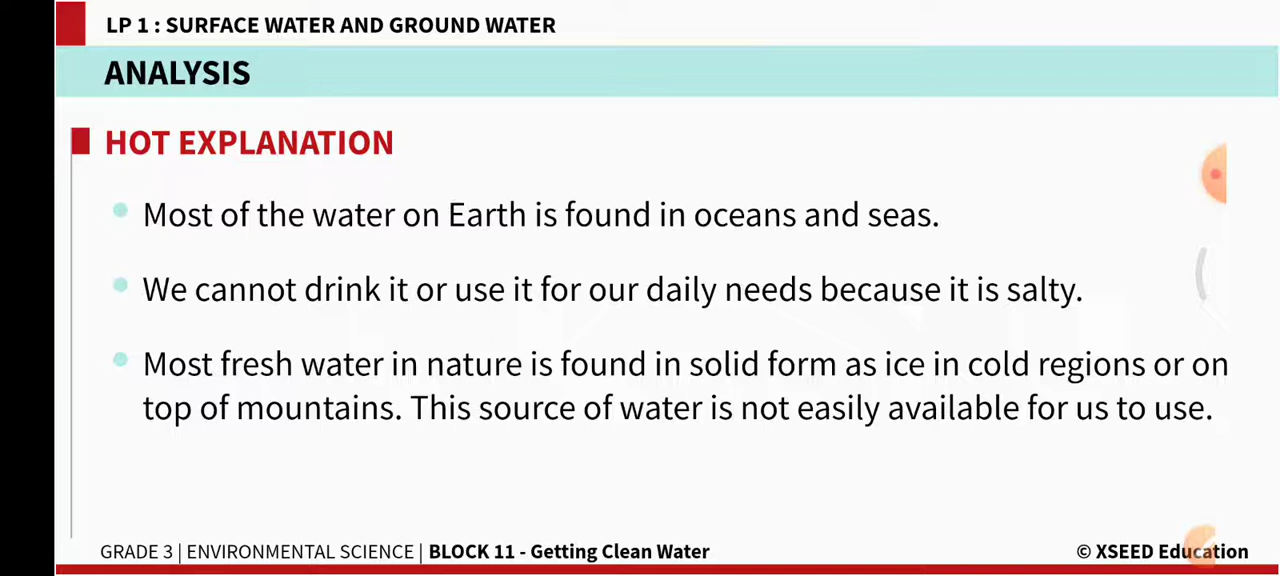 LP 1 : SURFACE WATER AND GROUND WATER
ANALYSIS
HOT EXPLANATION
Most of the water on Earth is found in oceans and seas.
We cannot drink it or use it for our daily needs because it is salty.
Most fresh water in nature is found in solid form as ice in cold regions or on
top of mountains. This source of water is not easily available for us to use.
GRADE 3 | ENVIRONMENTAL SCIENCE | BLOCK 11 - Getting Clean Water
© XSEED Education